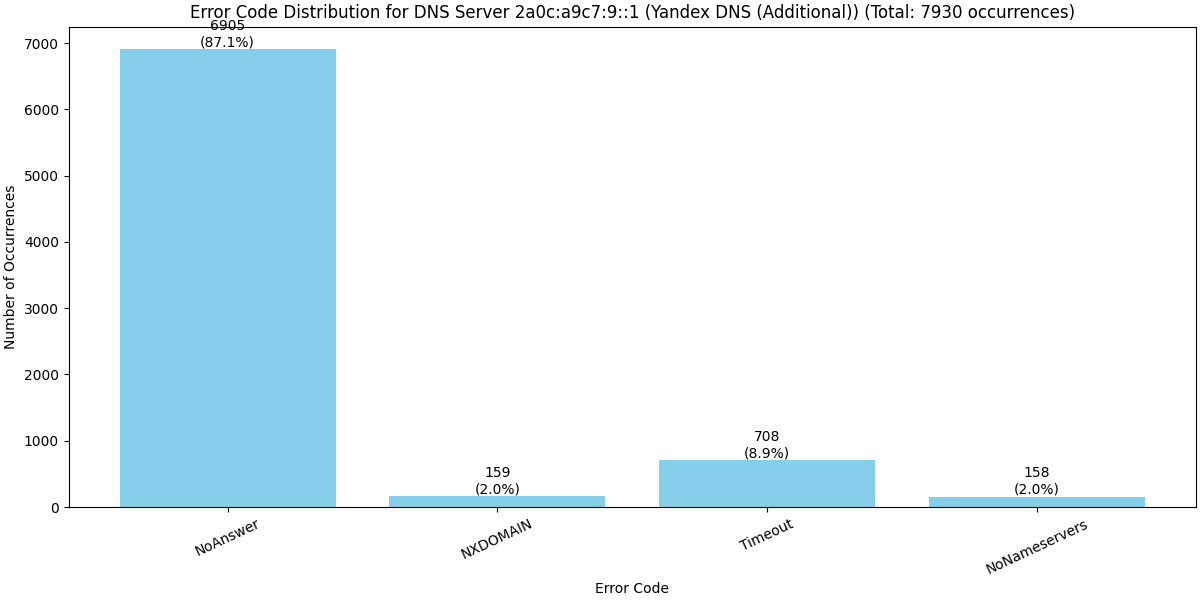 Error Code Distribution for DNS Server 2a0c:a9c7:9::1 (Yandex DNS (Additional)) (Total: 7930 occurrences)
6905
(87.1%)
7000
6000
5000
4000
3000
2000
1000
0
Number of Occurrences
159
(2.0%)
708
(8.9%)
158
(2.0%)
NoAnswer
NXDOMAIN
Timeout
NoNameservers
Error Code